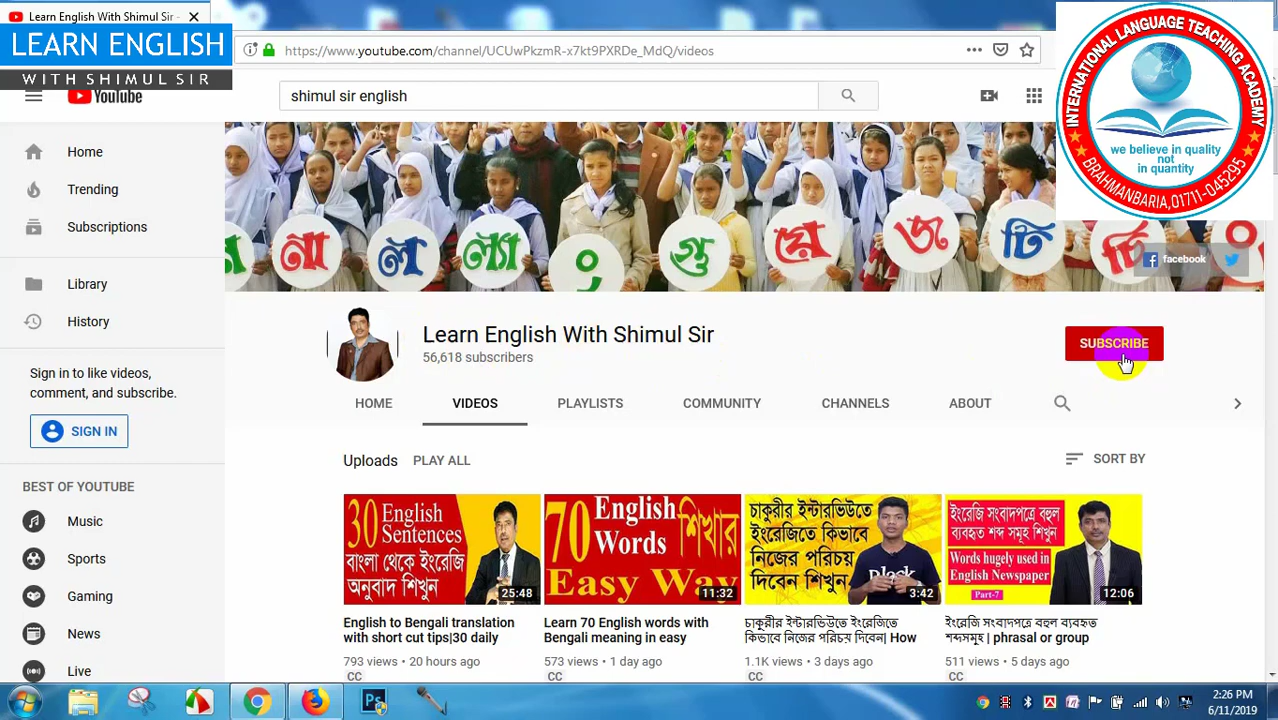 Learn English With Shimul Sir -
LEARN ENGLISH
WITH SHIMUL SIR
https://www.youtube.com/channel/UCUwPkzmR-x7kt9PXRDe_MdQ/videos
YouTube
shimul sir english
INTERNATIONAL LANGUAGE TEACHING ACADEMY
we believe in quality
not
in quantity
BRAHMANBARIA, 01711-045295
না ল ল্যা ং গু য়ে জ টি চি
facebook
Home
Trending
Subscriptions
Library
History
Sign in to like videos,
comment, and subscribe.
SIGN IN
BEST OF YOUTUBE
Music
Sports
Gaming
News
Live
Learn English With Shimul Sir
56,618 subscribers
SUBSCRIBE
HOME VIDEOS PLAYLISTS COMMUNITY CHANNELS ABOUT
Uploads PLAY ALL SORT BY
30 English
Sentences
বাংলা থেকে ইংরেজি
অনুবাদ শিখুন
25:48
English to Bengali translation
with short cut tips|30 daily
793 views • 20 hours ago
CC
70 English
Words শিখার
Easy Way
11:32
Learn 70 English words with
Bengali meaning in easy
573 views • 1 day ago
CC
চাকুরীর ইন্টারভিউতে
ইংরেজিতে কিভাবে
নিজের পরিচয়
দিবেন শিখুন
Black
3:42
চাকুরীর ইন্টারভিউতে ইংরেজিতে
কিভাবে নিজের পরিচয় দিবেন| How
1.1K views • 3 days ago
CC
ইংরেজি সংবাদপত্রে বহুল
ব্যবহৃত শব্দ সমূহ শিখুন
Words hugely used in
English Newspaper
Part-7
12:06
ইংরেজি সংবাদপত্রে বহুল ব্যবহৃত
শব্দসমূহ | phrasal or group
511 views • 5 days ago
CC
Ps
2:26 PM
6/11/2019